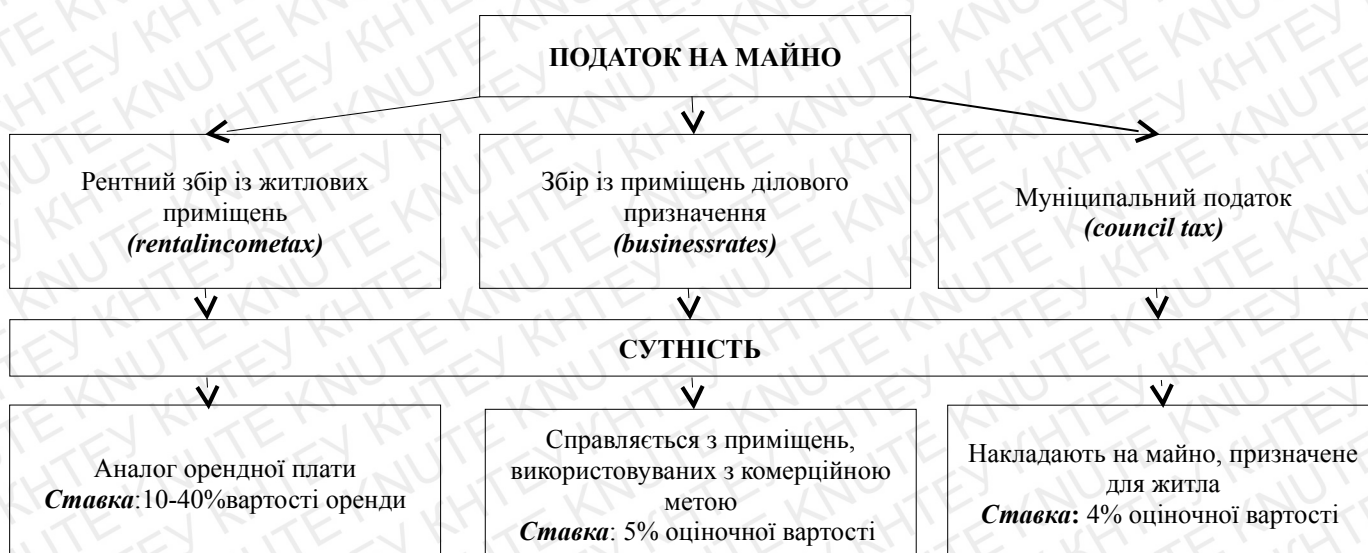 ПОДАТОК НА МАЙНО
Рентний збір із житлових
приміщень
(rentalincometax)
Збір із приміщень ділового
призначення
(businessrates)
Муніципальний податок
(council tax)
СУТНІСТЬ
Аналог орендної плати
Ставка:10-40%вартості оренди
Справляється з приміщень,
використовуваних з комерційною
метою
Ставка: 5% оціночної вартості
Накладають на майно, призначене
для житла
Ставка: 4% оціночної вартості